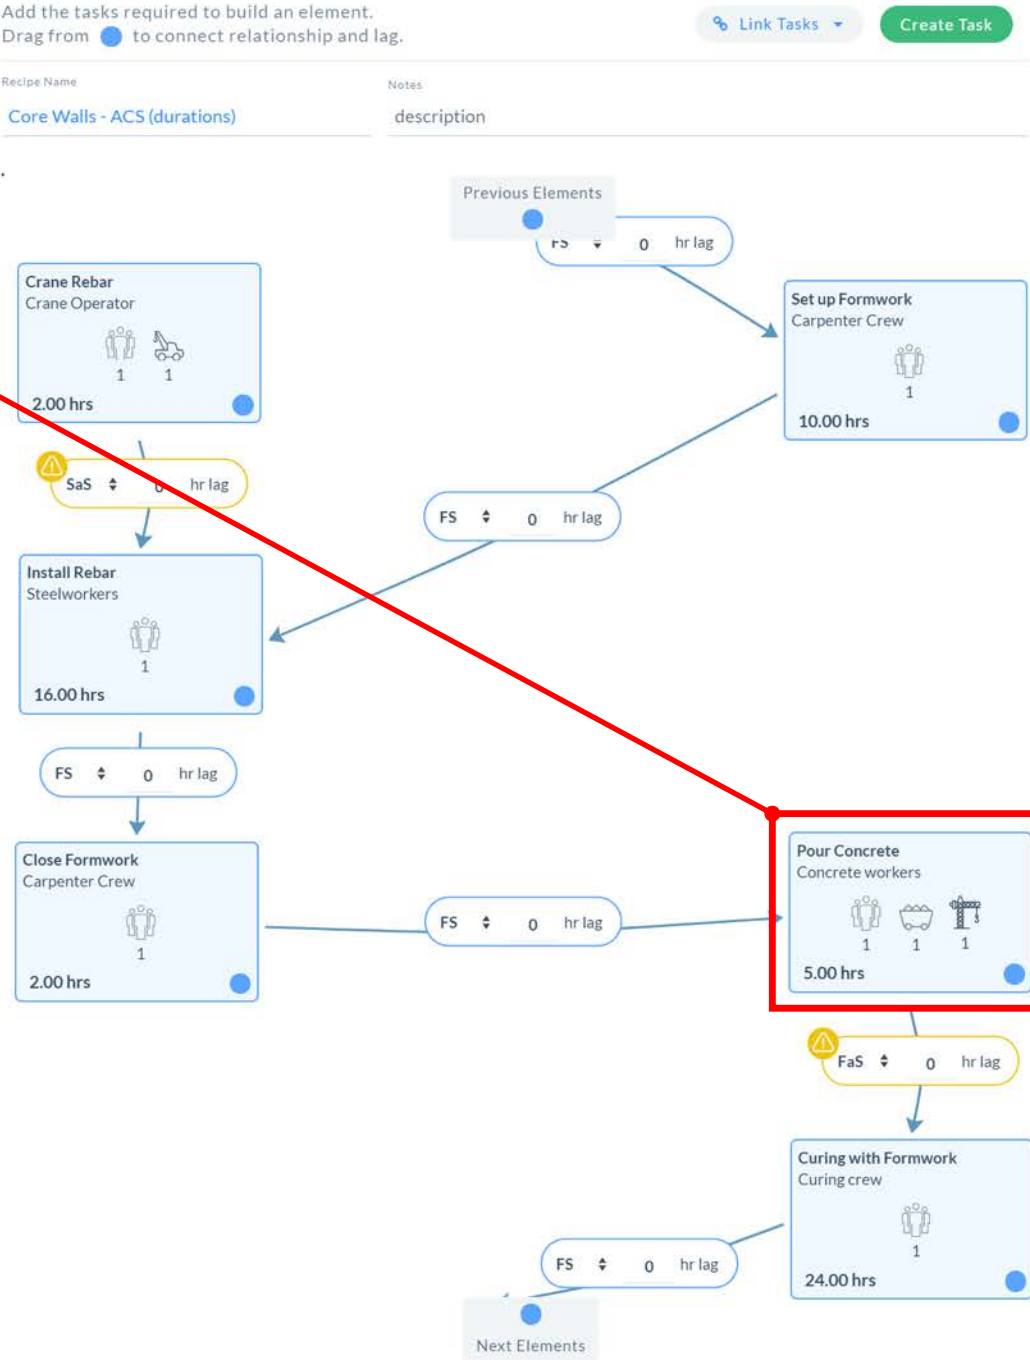 Add the tasks required to build an element.
Drag from to connect relationship and lag.
Link Tasks
Create Task
Recipe Name
Notes
Core Walls - ACS (durations)
description
Previous Elements
FS 0 hr lag
Crane Rebar
Crane Operator
1 1
2.00 hrs
Set up Formwork
Carpenter Crew
1
10.00 hrs
SaS 0 hr lag
FS 0 hr lag
Install Rebar
Steelworkers
1
16.00 hrs
FS 0 hr lag
Close Formwork
Carpenter Crew
1
2.00 hrs
FS 0 hr lag
Pour Concrete
Concrete workers
1 1 1
5.00 hrs
FaS 0 hr lag
Curing with Formwork
Curing crew
1
24.00 hrs
FS 0 hr lag
Next Elements